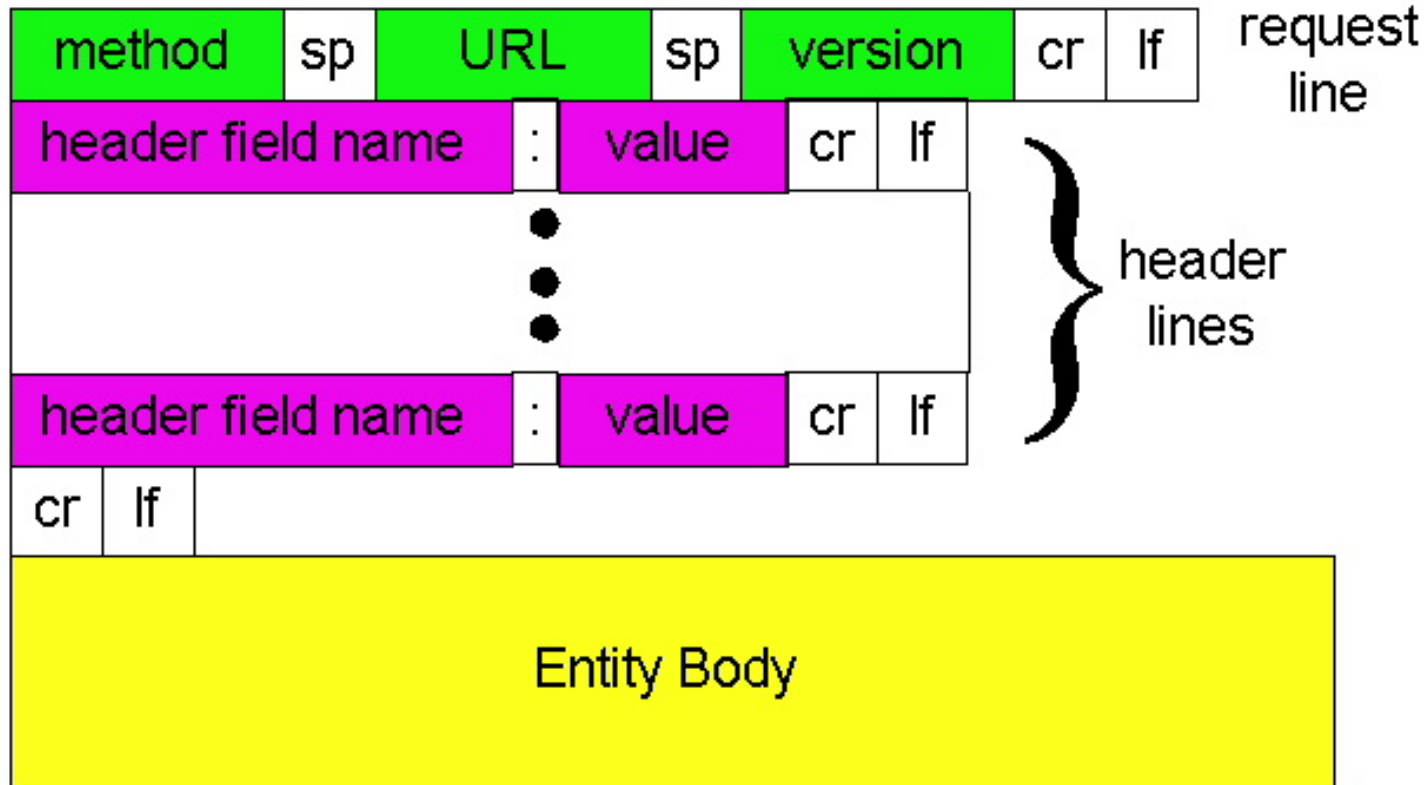 method sp URL sp version cr lf
request
line
header field name : value cr lf
header
lines
header field name : value cr lf
cr lf
Entity Body